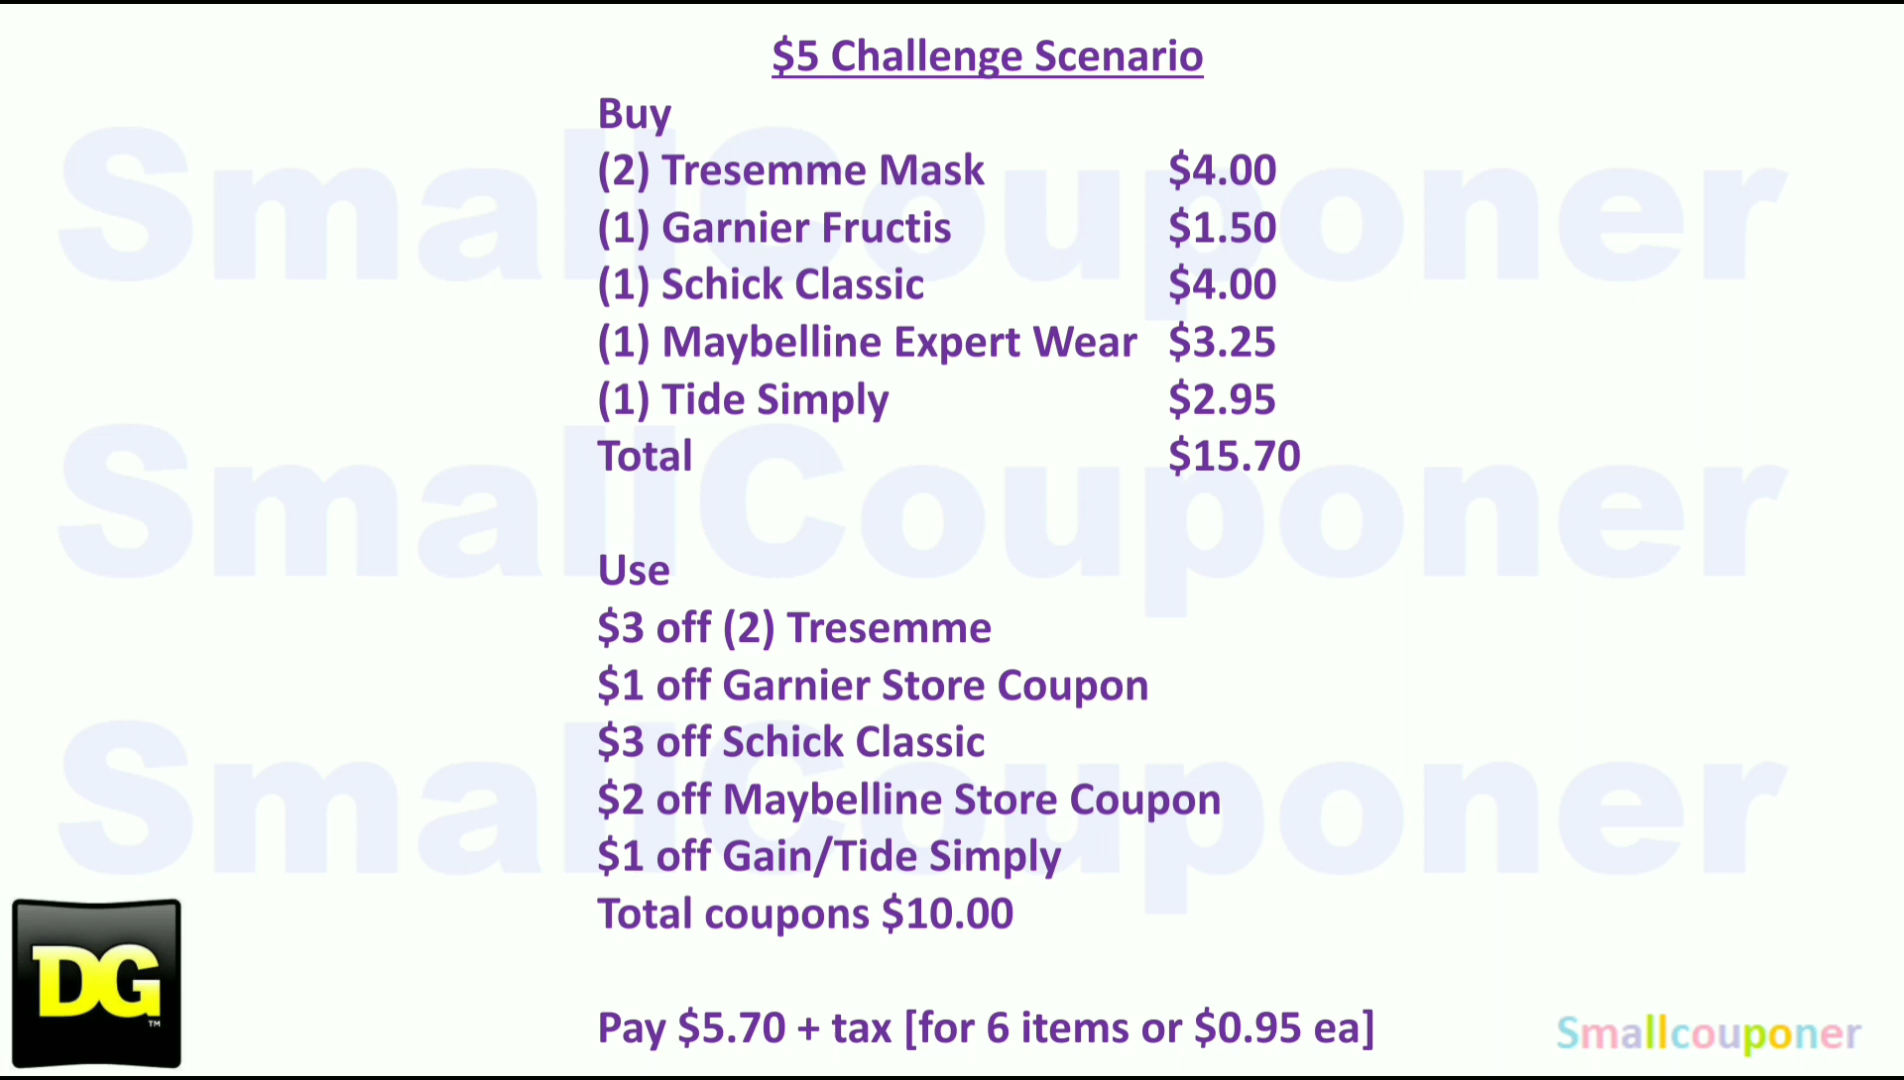 $5 Challenge Scenario
Buy
(2) Tresemme Mask $4.00
(1) Garnier Fructis $1.50
(1) Schick Classic $4.00
(1) Maybelline Expert Wear $3.25
(1) Tide Simply $2.95
Total $15.70
Use
$3 off (2) Tresemme
$1 off Garnier Store Coupon
$3 off Schick Classic
$2 off Maybelline Store Coupon
$1 off Gain/Tide Simply
Total coupons $10.00
Pay $5.70 + tax [for 6 items or $0.95 ea]
SmallCouponer
SmallCouponer
SmallCouponer
DG TM
Smallcouponer